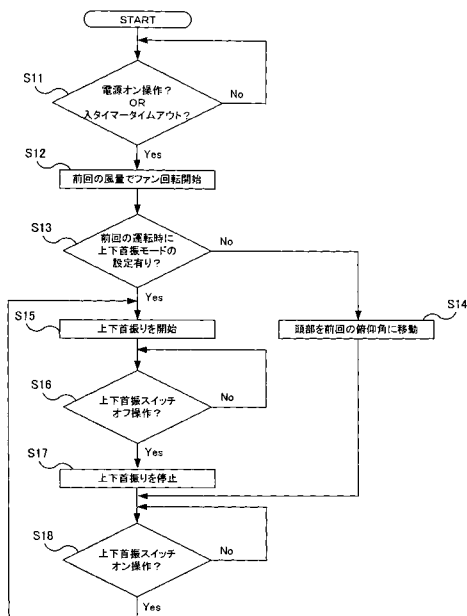 START
S11
電源オン操作？
OR
入タイマータイムアウト？
No
Yes
S12
前回の風量でファン回転開始
S13
前回の運転時に
上下首振モードの
設定有り？
No
Yes
S14
頭部を前回の俯仰角に移動
S15
上下首振りを開始
S16
上下首振スイッチ
オフ操作？
No
Yes
S17
上下首振りを停止
S18
上下首振スイッチ
オン操作？
No
Yes